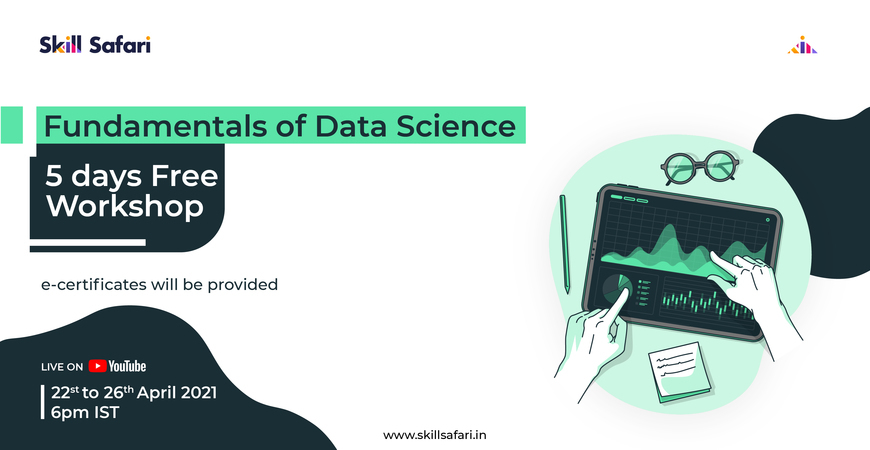 Skill Safari
Fundamentals of Data Science
5 days Free
Workshop
e-certificates will be provided
LIVE ON YouTube
22st to 26th April 2021
6pm IST
www.skillsafari.in